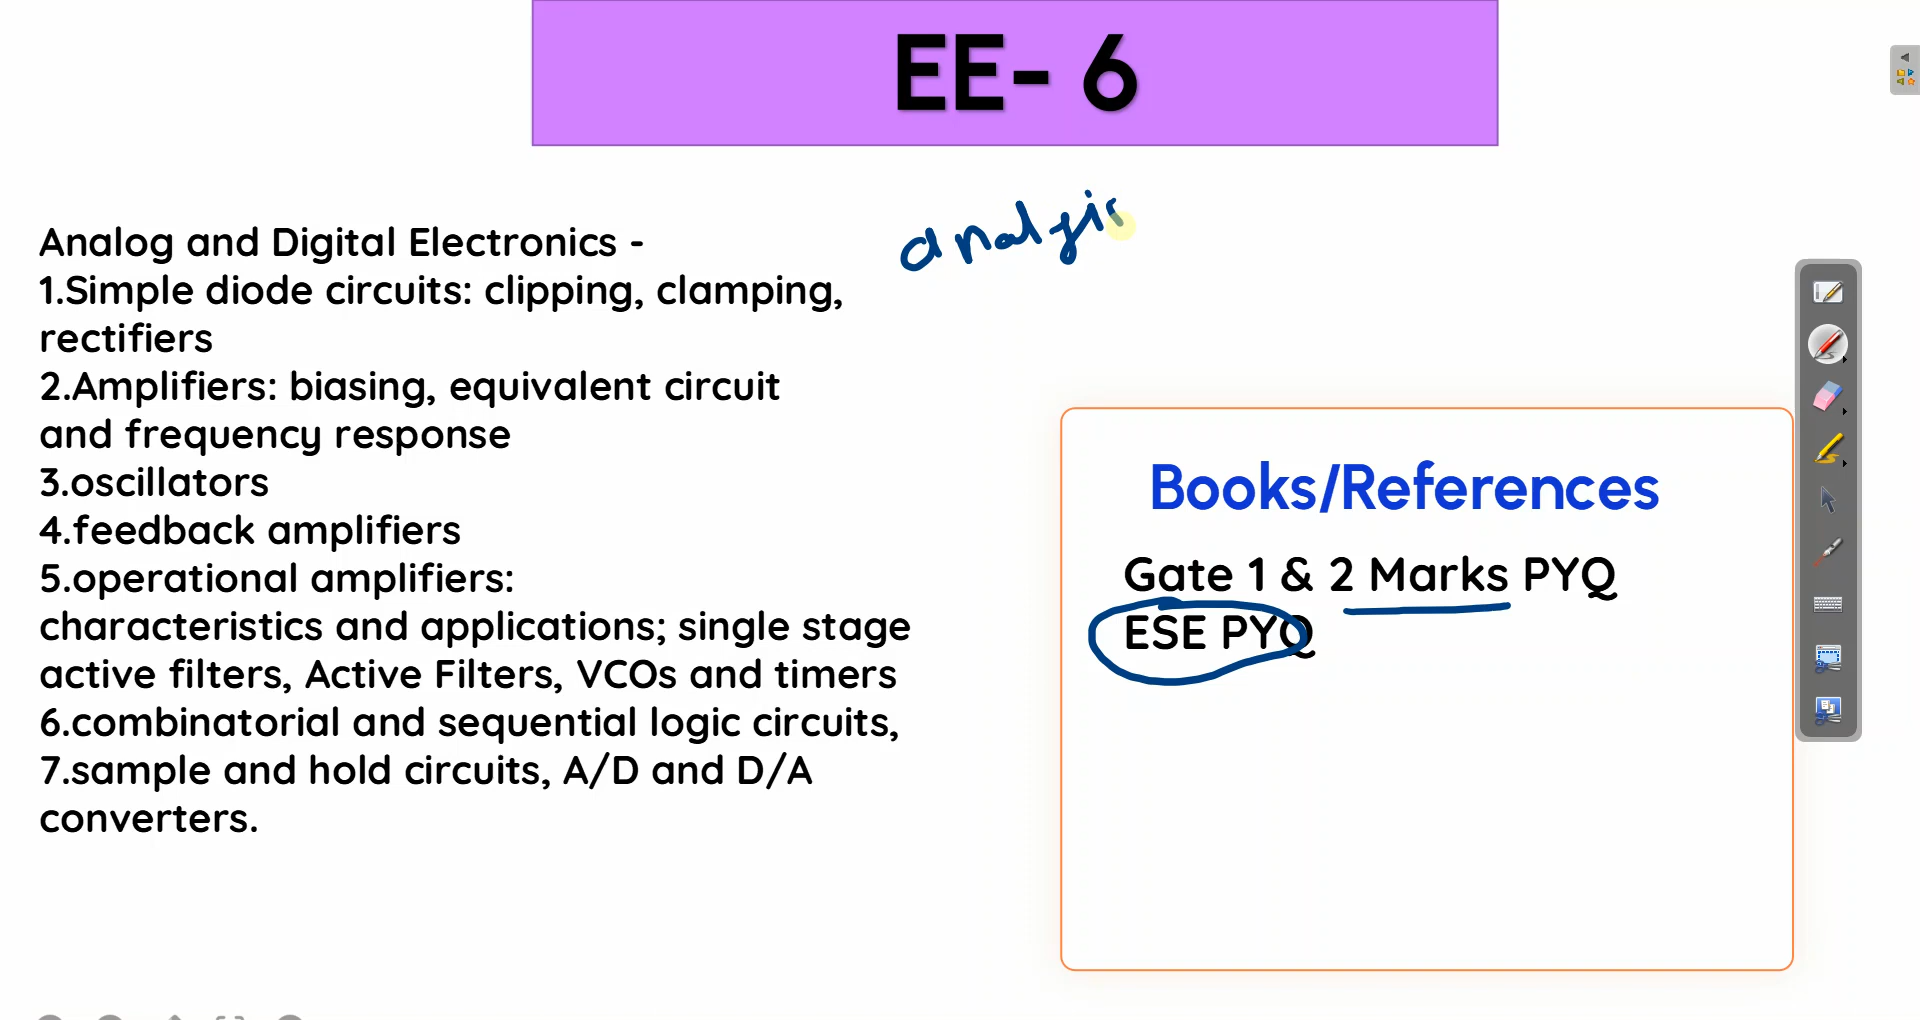 EE- 6
Analog and Digital Electronics -
1.Simple diode circuits: clipping, clamping,
rectifiers
2.Amplifiers: biasing, equivalent circuit
and frequency response
3.oscillators
4.feedback amplifiers
5.operational amplifiers:
characteristics and applications; single stage
active filters, Active Filters, VCOs and timers
6.combinatorial and sequential logic circuits,
7.sample and hold circuits, A/D and D/A
converters.
Books/References
Gate 1 & 2 Marks PYQ
ESE PYQ